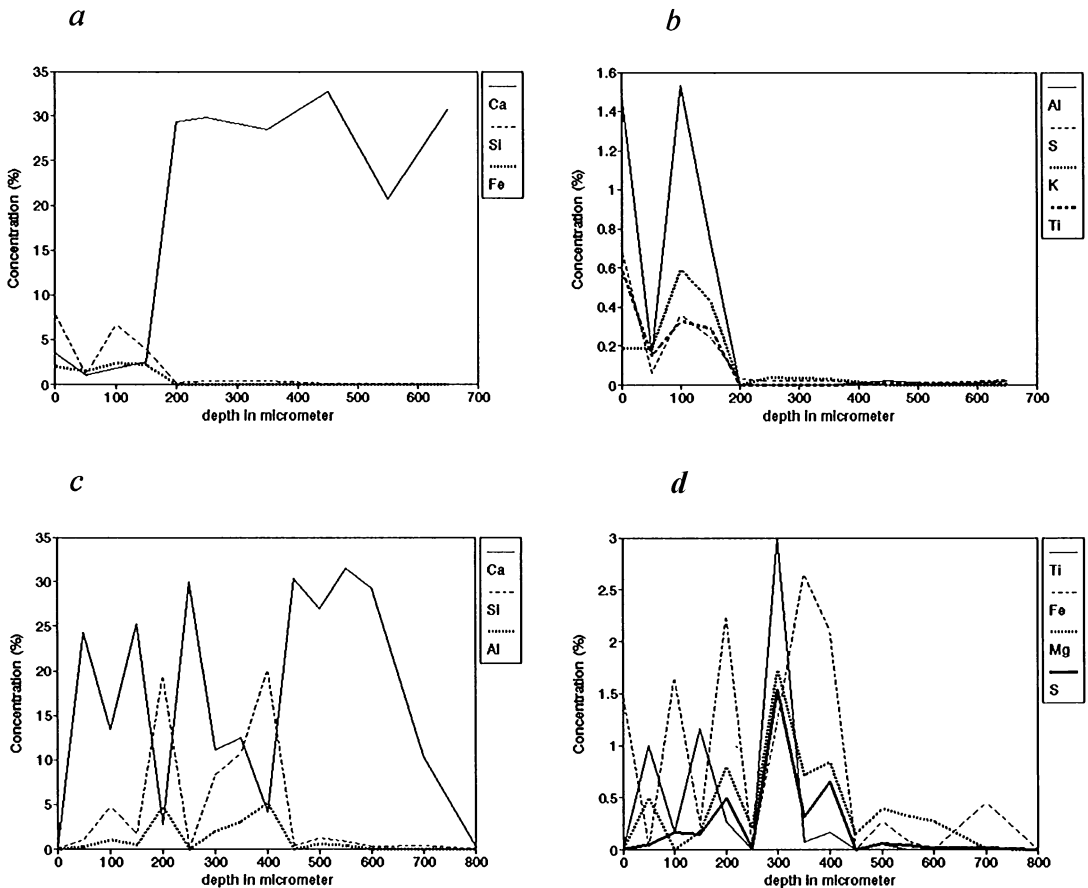 a
35
30
25
20
15
10
5
0
Concentration (%)
0 100 200 300 400 500 600 700
depth in micrometer
Ca
Si
Fe
b
1.6
1.4
1.2
1
0.8
0.6
0.4
0.2
0
Concentration (%)
0 100 200 300 400 500 600 700
depth in micrometer
Al
S
K
Ti
c
35
30
25
20
15
10
5
0
Concentration (%)
0 100 200 300 400 500 600 700 800
depth in micrometer
Ca
Si
Al
d
3
2.5
2
1.5
1
0.5
0
Concentration (%)
0 100 200 300 400 500 600 700 800
depth in micrometer
Ti
Fe
Mg
S